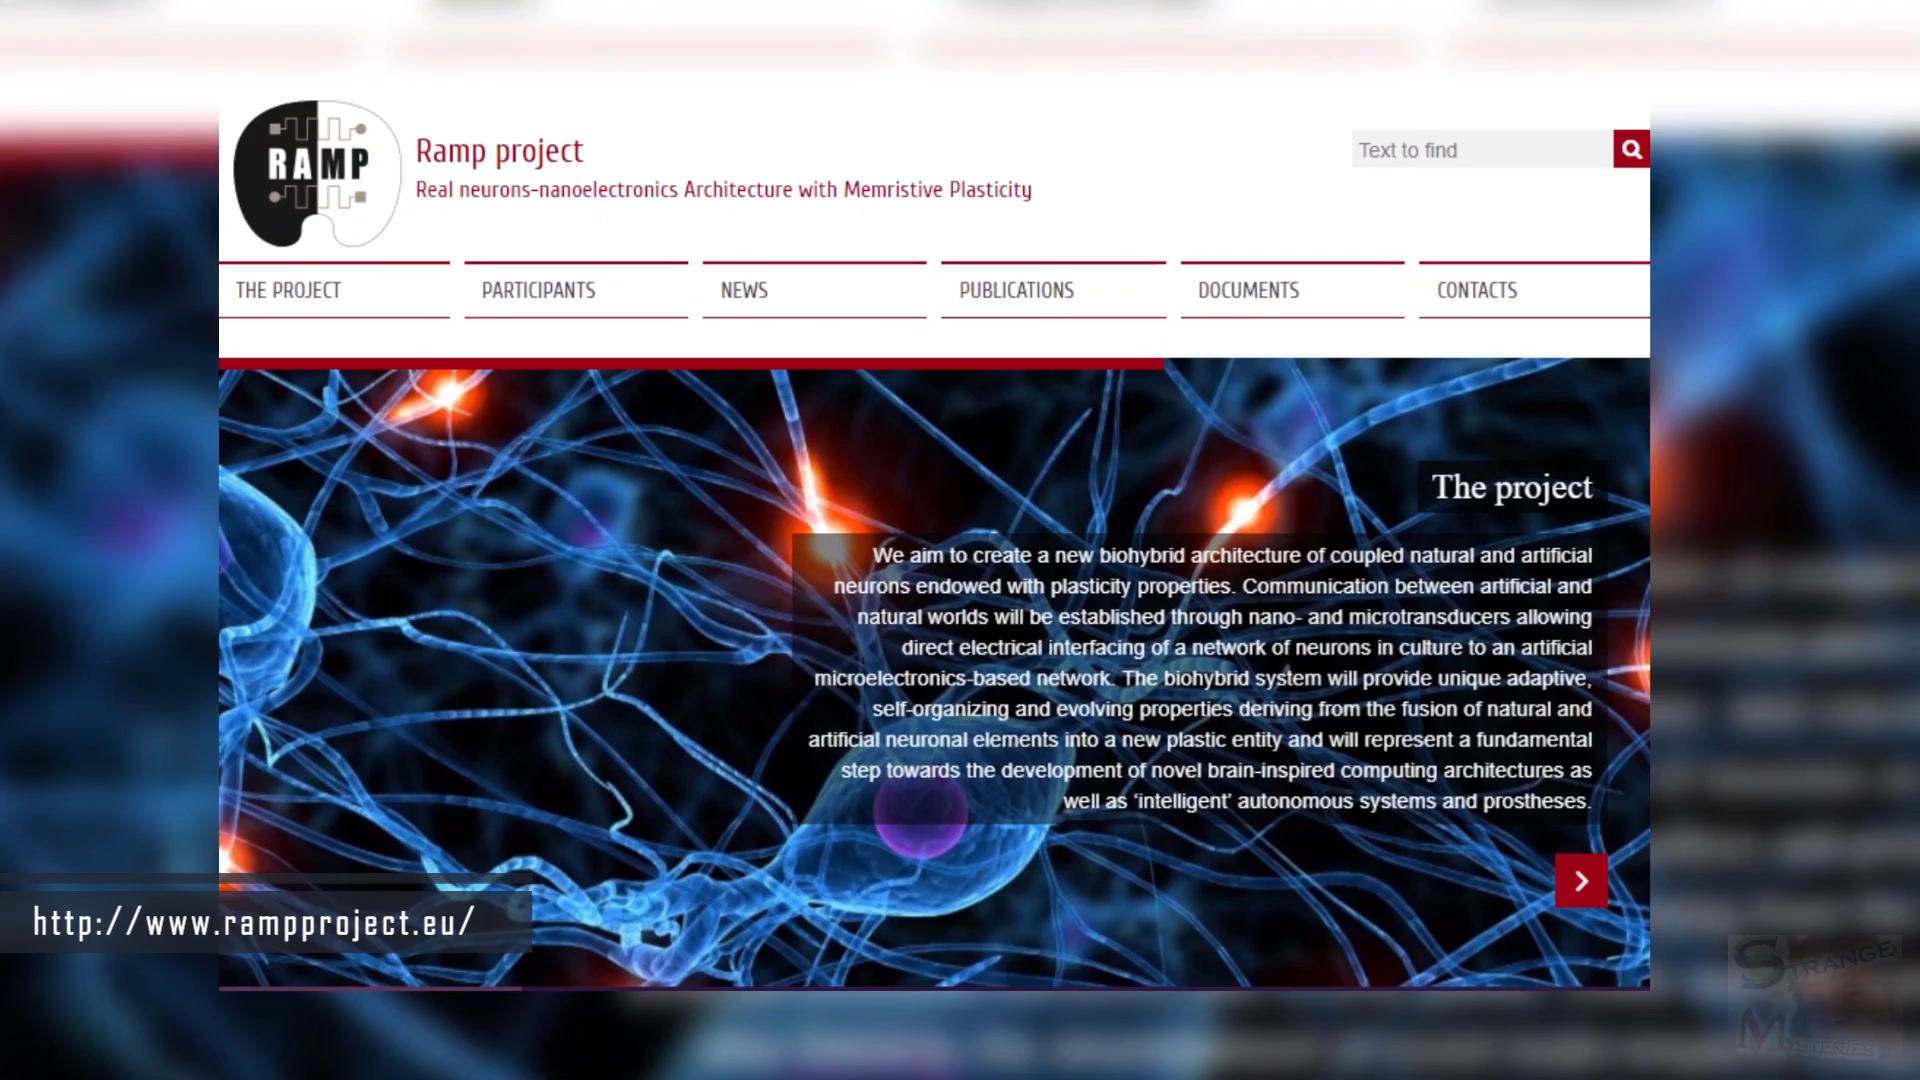 RAMP
Ramp project
Real neurons-nanoelectronics Architecture with Memristive Plasticity
Text to find
THE PROJECT
PARTICIPANTS
NEWS
PUBLICATIONS
DOCUMENTS
CONTACTS
The project
We aim to create a new biohybrid architecture of coupled natural and artificial
neurons endowed with plasticity properties. Communication between artificial and
natural worlds will be established through nano- and microtransducers allowing
direct electrical interfacing of a network of neurons in culture to an artificial
microelectronics-based network. The biohybrid system will provide unique adaptive,
self-organizing and evolving properties deriving from the fusion of natural and
artificial neuronal elements into a new plastic entity and will represent a fundamental
step towards the development of novel brain-inspired computing architectures as
well as ‘intelligent’ autonomous systems and prostheses.
http://www.rampproject.eu/
STRANGE
MYSTERIES